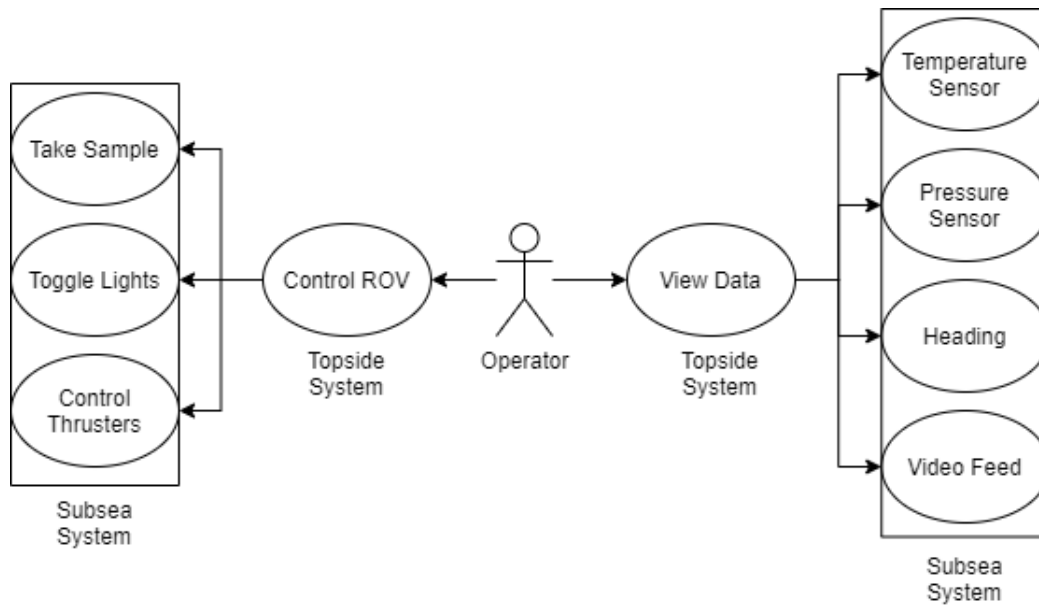 Take Sample
Toggle Lights
Control
Thrusters
Subsea
System
Control ROV
Topside
System
Operator
View Data
Topside
System
Temperature
Sensor
Pressure
Sensor
Heading
Video Feed
Subsea
System